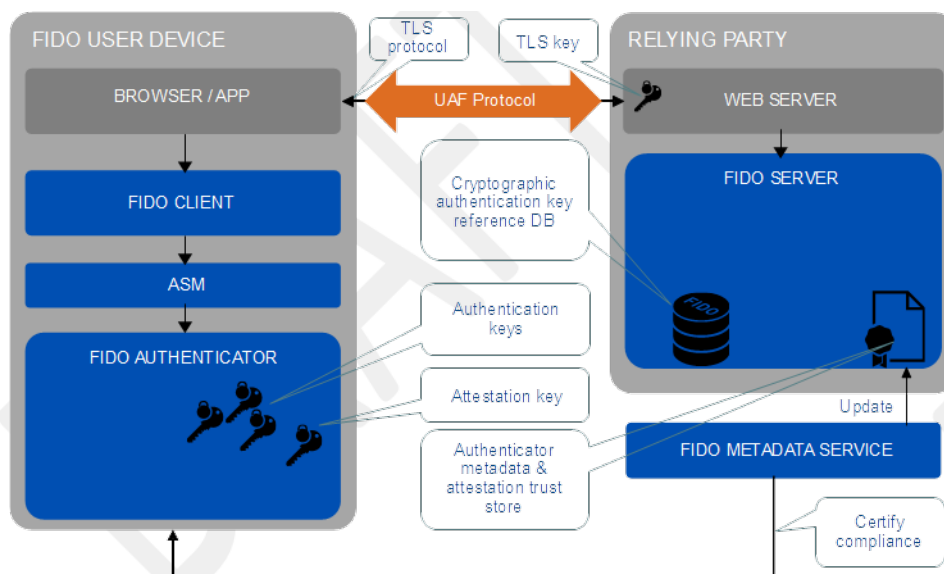 FIDO USER DEVICE
BROWSER / APP
FIDO CLIENT
ASM
FIDO AUTHENTICATOR
TLS
protocol
TLS key
UAF Protocol
Cryptographic
authentication key
reference DB
Authentication
keys
Attestation key
Authenticator
metadata &
attestation trust
store
RELYING PARTY
WEB SERVER
FIDO SERVER
FIDO
Update
FIDO METADATA SERVICE
Certify
compliance